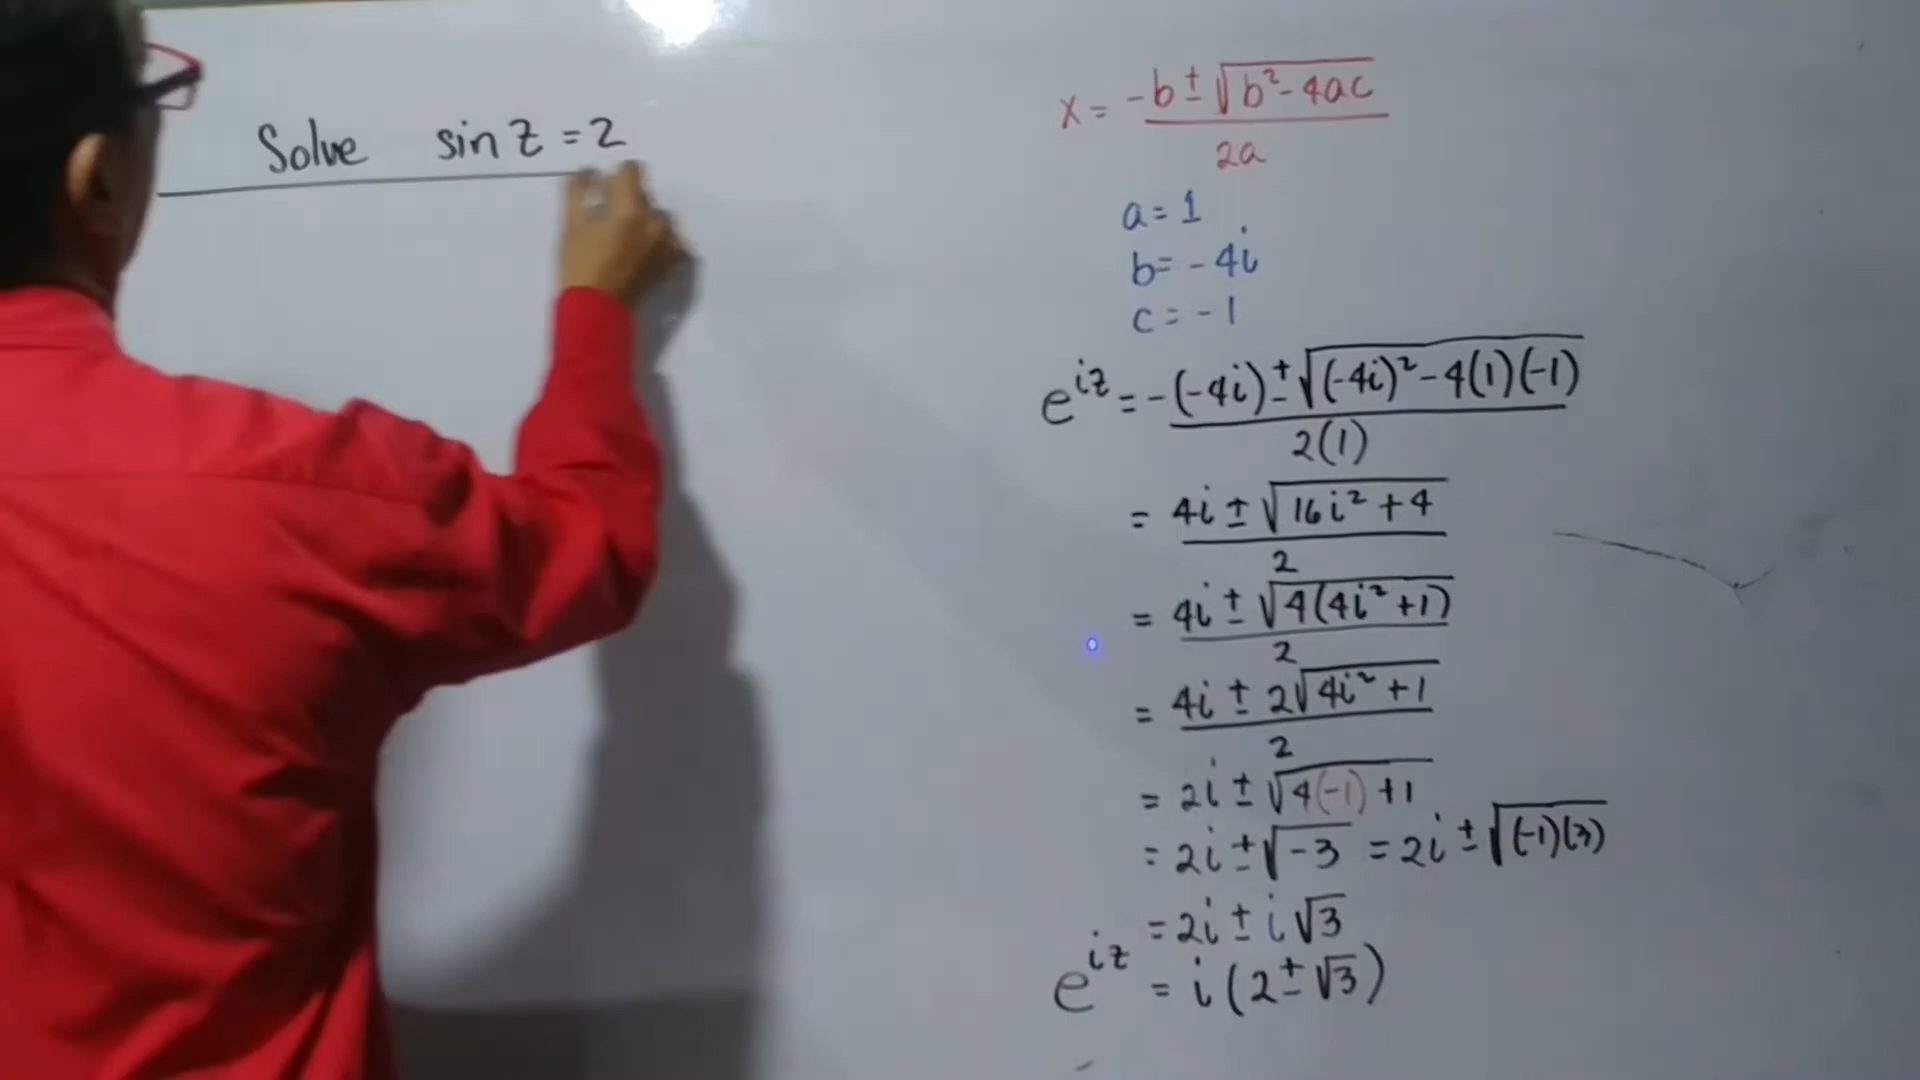 Solve sin z = 2
x = -b ± √(b² - 4ac) / 2a
a = 1
b = - 4i
c = - 1
e^{iz} = -(-4i) ± √((-4i)² - 4(1)(-1)) / 2(1)
= 4i ± √(16i² + 4) / 2
= 4i ± √(4(4i² + 1)) / 2
= 4i ± 2√(4i² + 1) / 2
= 2i ± √(4(-1) + 1)
= 2i ± √(-3) = 2i ± √((-1)(3))
= 2i ± i√3
e^{iz} = i(2 ± √3)